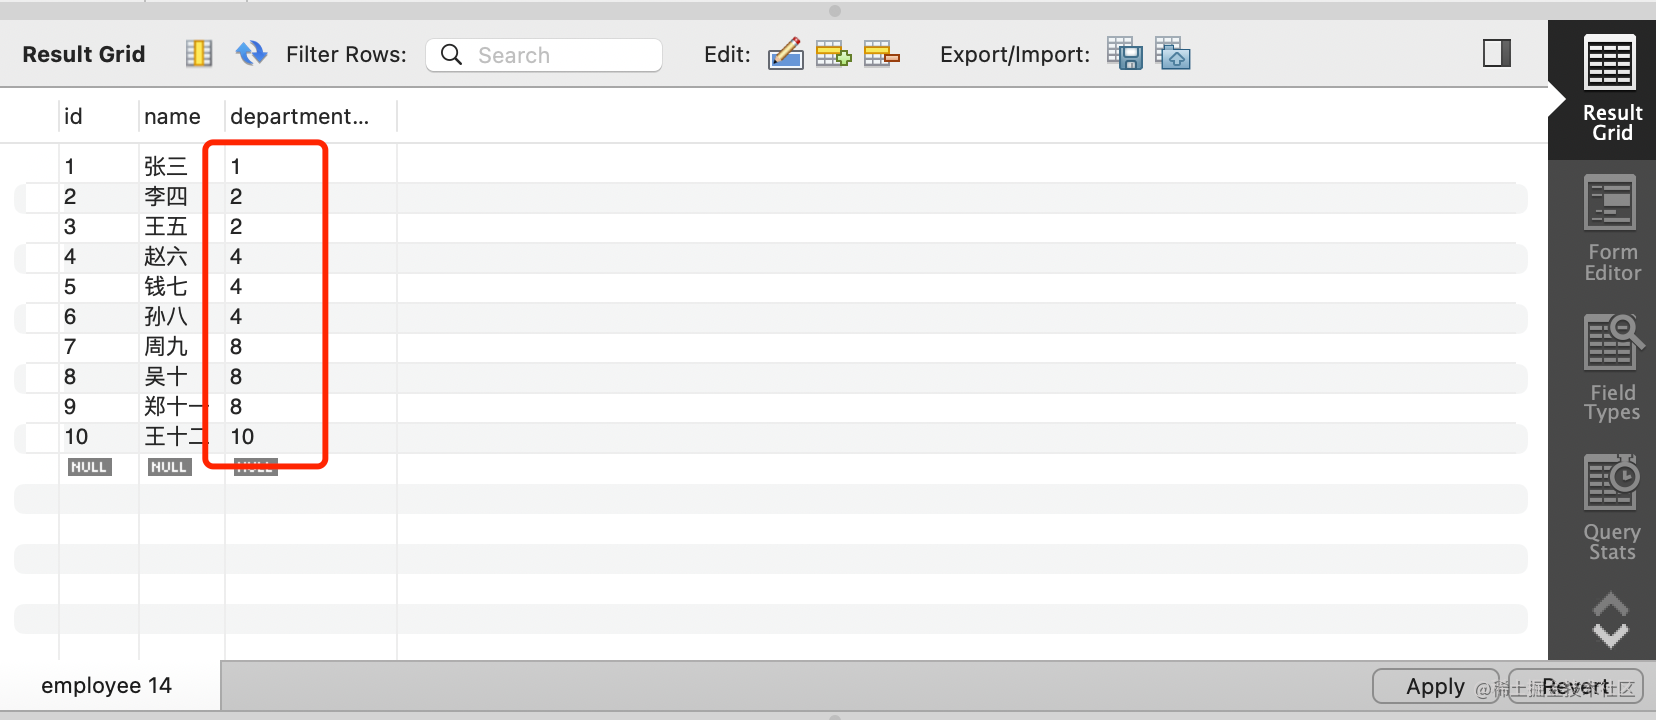 Result Grid Filter Rows: Search Edit: Export/Import:
Result
Grid
id name department...
1 张三 1
2 李四 2
3 王五 2
4 赵六 4
5 钱七 4
6 孙八 4
7 周九 8
8 吴十 8
9 郑十一 8
10 王十二 10
NULL NULL NULL
Form
Editor
Field
Types
Query
Stats
employee 14
Apply Revert
@稀土掘金技术社区